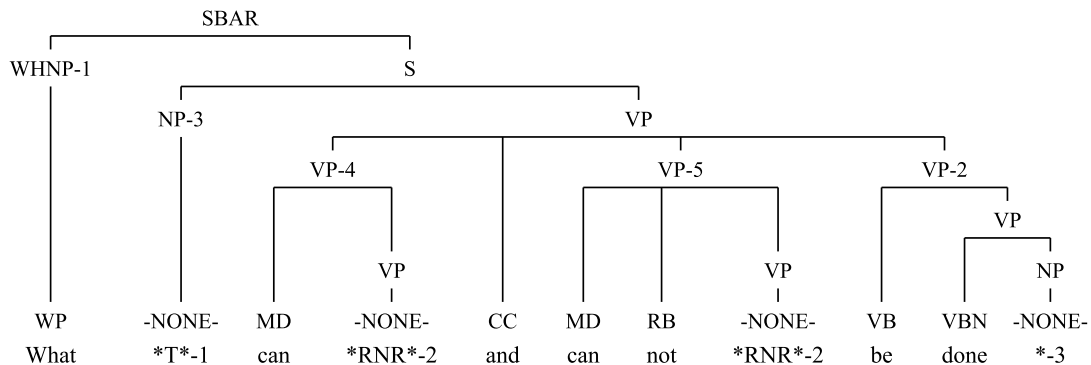 SBAR
WHNP-1 S
NP-3 VP
VP-4 VP-5 VP-2
VP
VP VP NP
WP -NONE- MD -NONE- CC MD RB -NONE- VB VBN -NONE-
What *T*-1 can *RNR*-2 and can not *RNR*-2 be done *-3